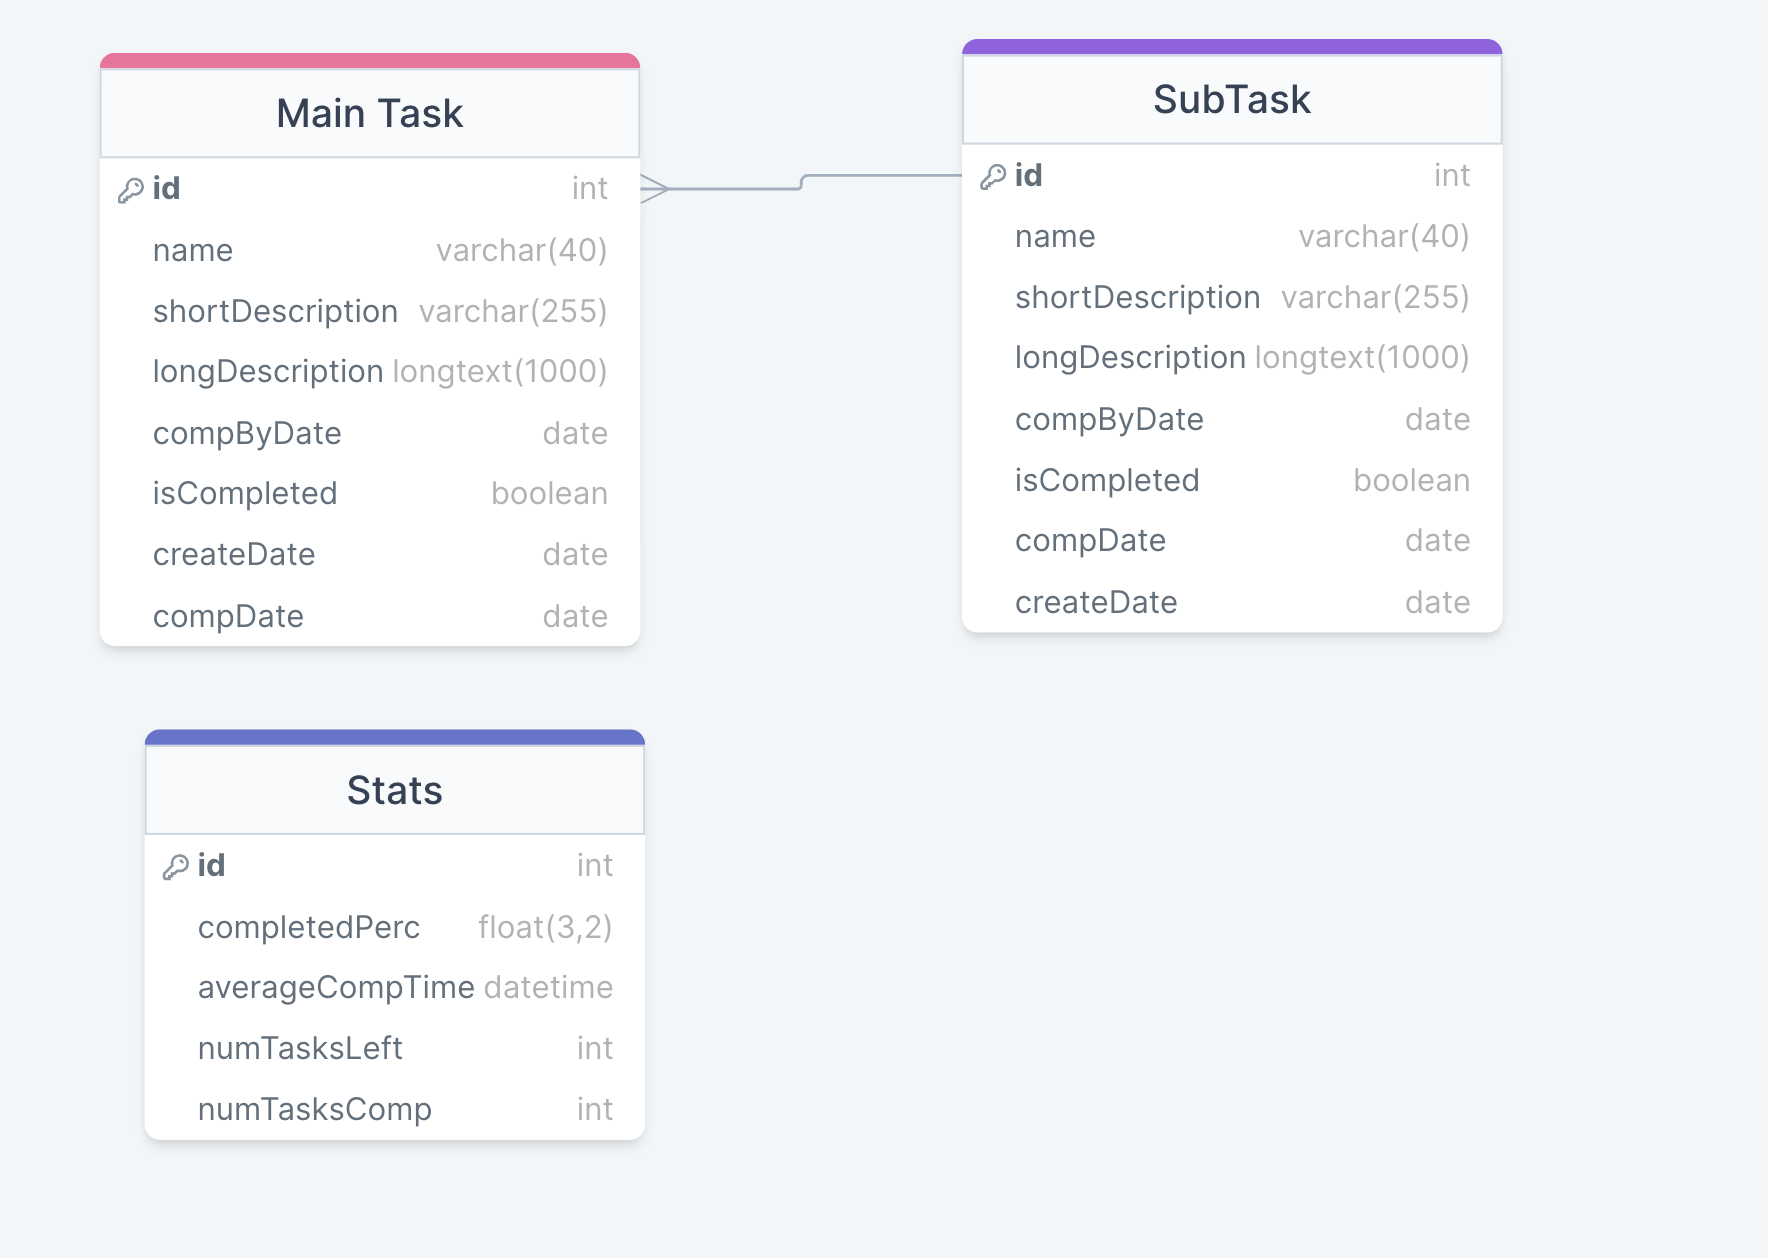 Main Task
id int
name varchar(40)
shortDescription varchar(255)
longDescription longtext(1000)
compByDate date
isCompleted boolean
createDate date
compDate date
SubTask
id int
name varchar(40)
shortDescription varchar(255)
longDescription longtext(1000)
compByDate date
isCompleted boolean
compDate date
createDate date
Stats
id int
completedPerc float(3,2)
averageCompTime datetime
numTasksLeft int
numTasksComp int